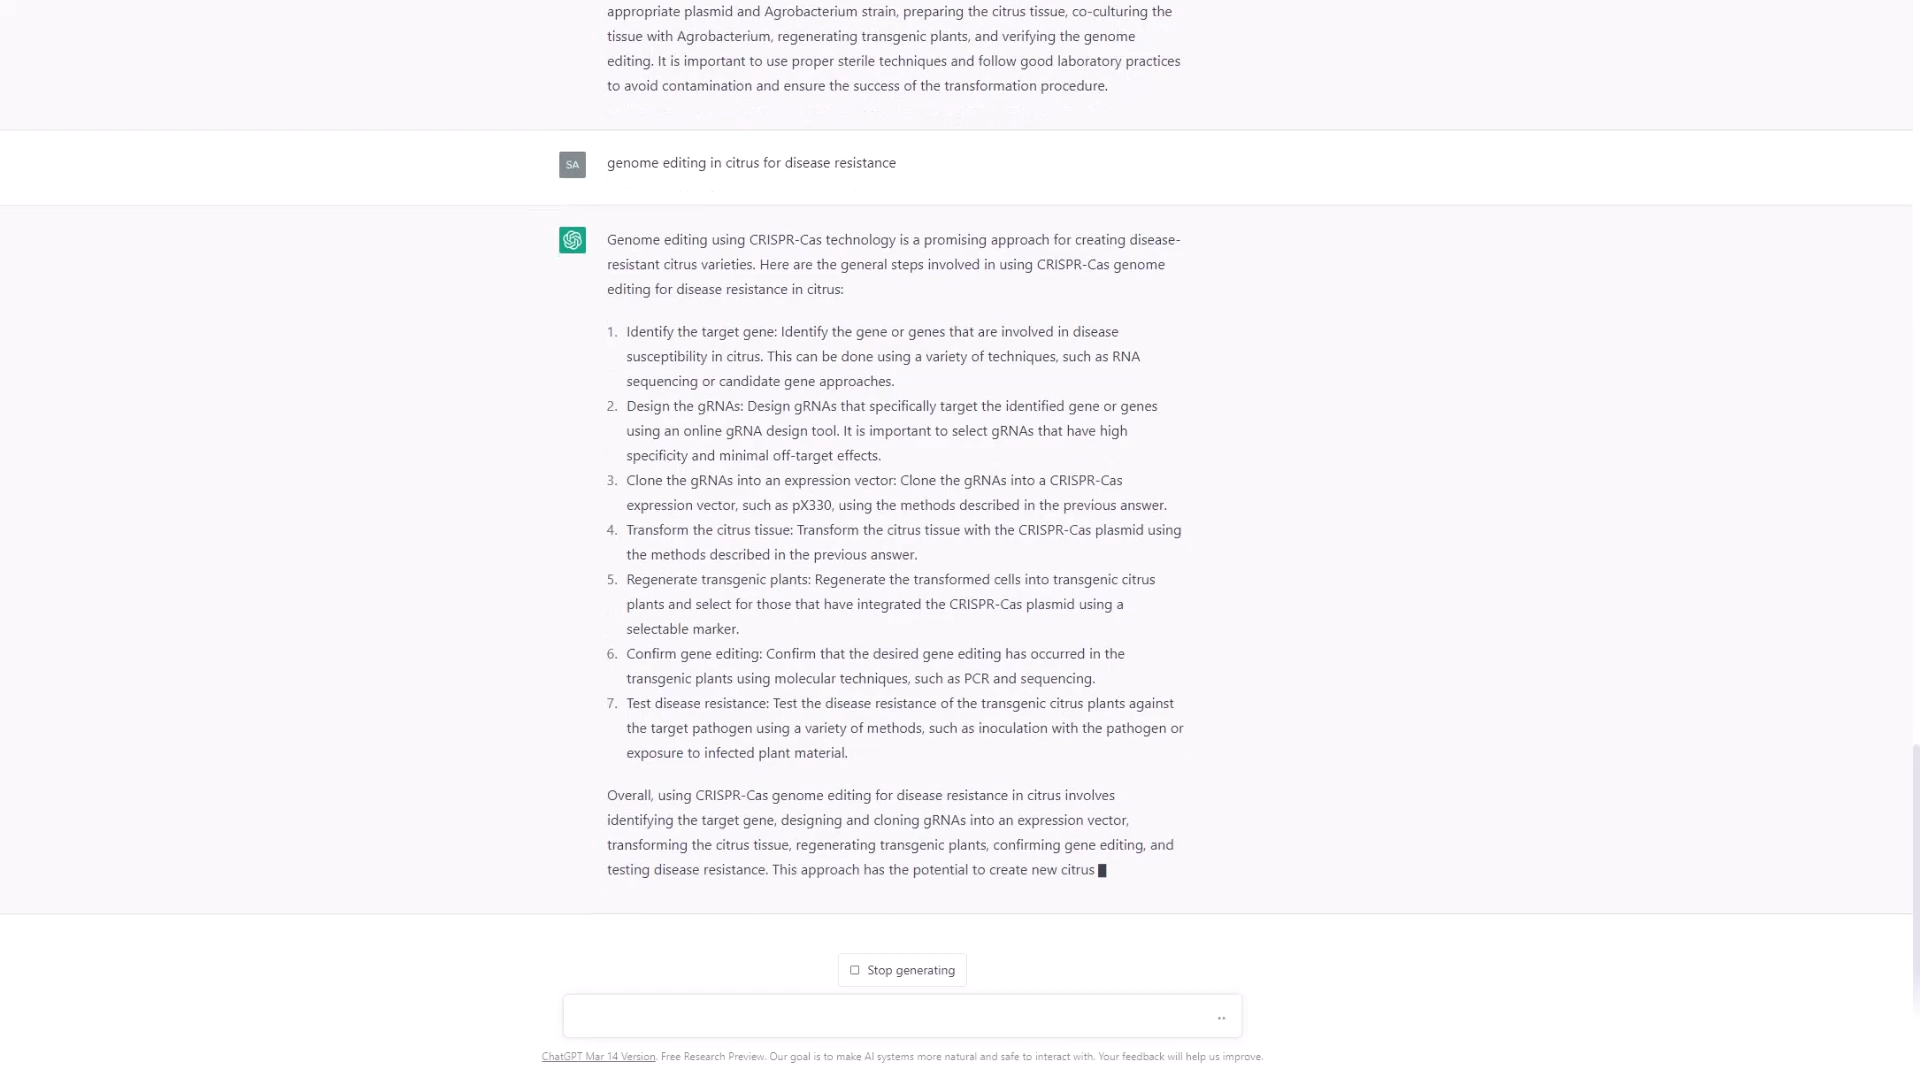 appropriate plasmid and Agrobacterium strain, preparing the citrus tissue, co-culturing the
tissue with Agrobacterium, regenerating transgenic plants, and verifying the genome
editing. It is important to use proper sterile techniques and follow good laboratory practices
to avoid contamination and ensure the success of the transformation procedure.
SA
genome editing in citrus for disease resistance
Genome editing using CRISPR-Cas technology is a promising approach for creating disease-
resistant citrus varieties. Here are the general steps involved in using CRISPR-Cas genome
editing for disease resistance in citrus:
1. Identify the target gene: Identify the gene or genes that are involved in disease
susceptibility in citrus. This can be done using a variety of techniques, such as RNA
sequencing or candidate gene approaches.
2. Design the gRNAs: Design gRNAs that specifically target the identified gene or genes
using an online gRNA design tool. It is important to select gRNAs that have high
specificity and minimal off-target effects.
3. Clone the gRNAs into an expression vector: Clone the gRNAs into a CRISPR-Cas
expression vector, such as pX330, using the methods described in the previous answer.
4. Transform the citrus tissue: Transform the citrus tissue with the CRISPR-Cas plasmid using
the methods described in the previous answer.
5. Regenerate transgenic plants: Regenerate the transformed cells into transgenic citrus
plants and select for those that have integrated the CRISPR-Cas plasmid using a
selectable marker.
6. Confirm gene editing: Confirm that the desired gene editing has occurred in the
transgenic plants using molecular techniques, such as PCR and sequencing.
7. Test disease resistance: Test the disease resistance of the transgenic citrus plants against
the target pathogen using a variety of methods, such as inoculation with the pathogen or
exposure to infected plant material.
Overall, using CRISPR-Cas genome editing for disease resistance in citrus involves
identifying the target gene, designing and cloning gRNAs into an expression vector,
transforming the citrus tissue, regenerating transgenic plants, confirming gene editing, and
testing disease resistance. This approach has the potential to create new citrus
Stop generating
ChatGPT Mar 14 Version. Free Research Preview. Our goal is to make AI systems more natural and safe to interact with. Your feedback will help us improve.